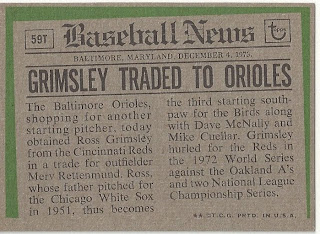 59T
Baseball News
BALTIMORE, MARYLAND, DECEMBER 4, 1973.
GRIMSLEY TRADED TO ORIOLES
The Baltimore Orioles,
shopping for another
starting pitcher, today
obtained Ross Grimsley
from the Cincinnati Reds
in a trade for outfielder
Merv Rettenmund. Ross,
whose father pitched for
the Chicago White Sox
in 1951, thus becomes
the third starting south-
paw for the Birds along
with Dave McNally and
Mike Cuellar. Grimsley
hurled for the Reds in
the 1972 World Series
against the Oakland A's
and two National League
Championship Series.
©T.C.G. PRTD. IN U.S.A.